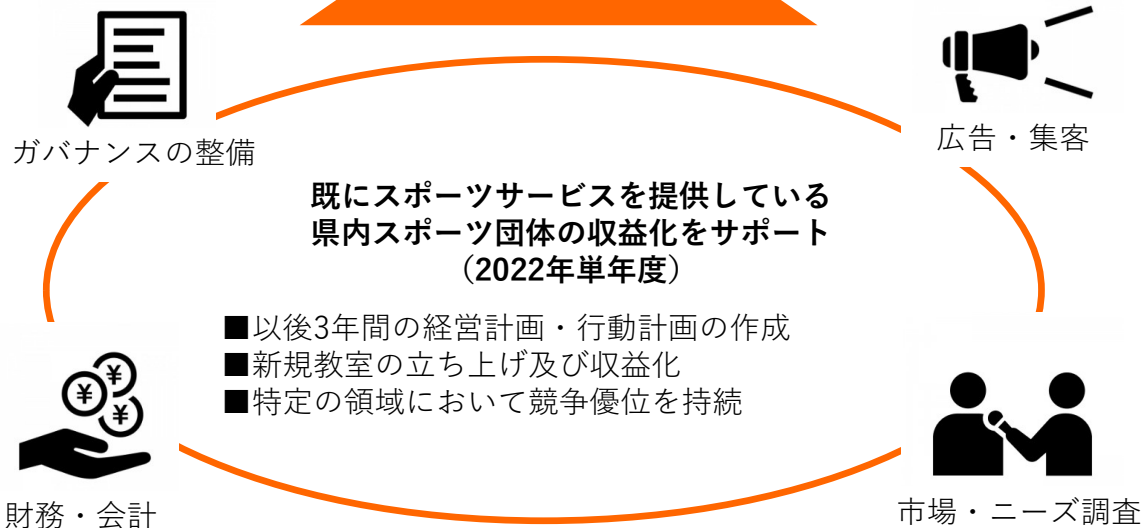 ガバナンスの整備
広告・集客
既にスポーツサービスを提供している
県内スポーツ団体の収益化をサポート
（2022年単年度）
■以後3年間の経営計画・行動計画の作成
■新規教室の立ち上げ及び収益化
■特定の領域において競争優位を持続
¥
¥
¥
財務・会計
市場・ニーズ調査